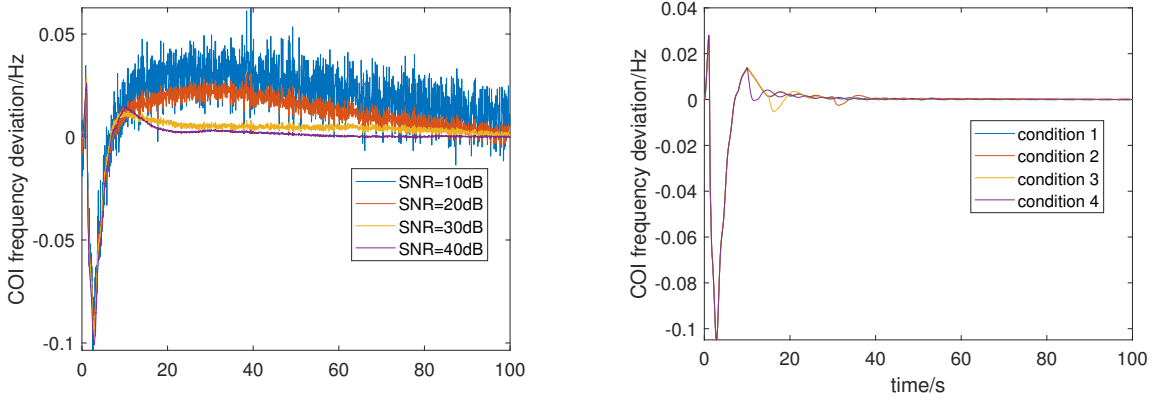 COI frequency deviation/Hz
0.05
0
-0.05
-0.1
SNR=10dB
SNR=20dB
SNR=30dB
SNR=40dB
0 20 40 60 80 100
COI frequency deviation/Hz
0.04
0.02
0
-0.02
-0.04
-0.06
-0.08
-0.1
condition 1
condition 2
condition 3
condition 4
0 20 40 60 80 100
time/s